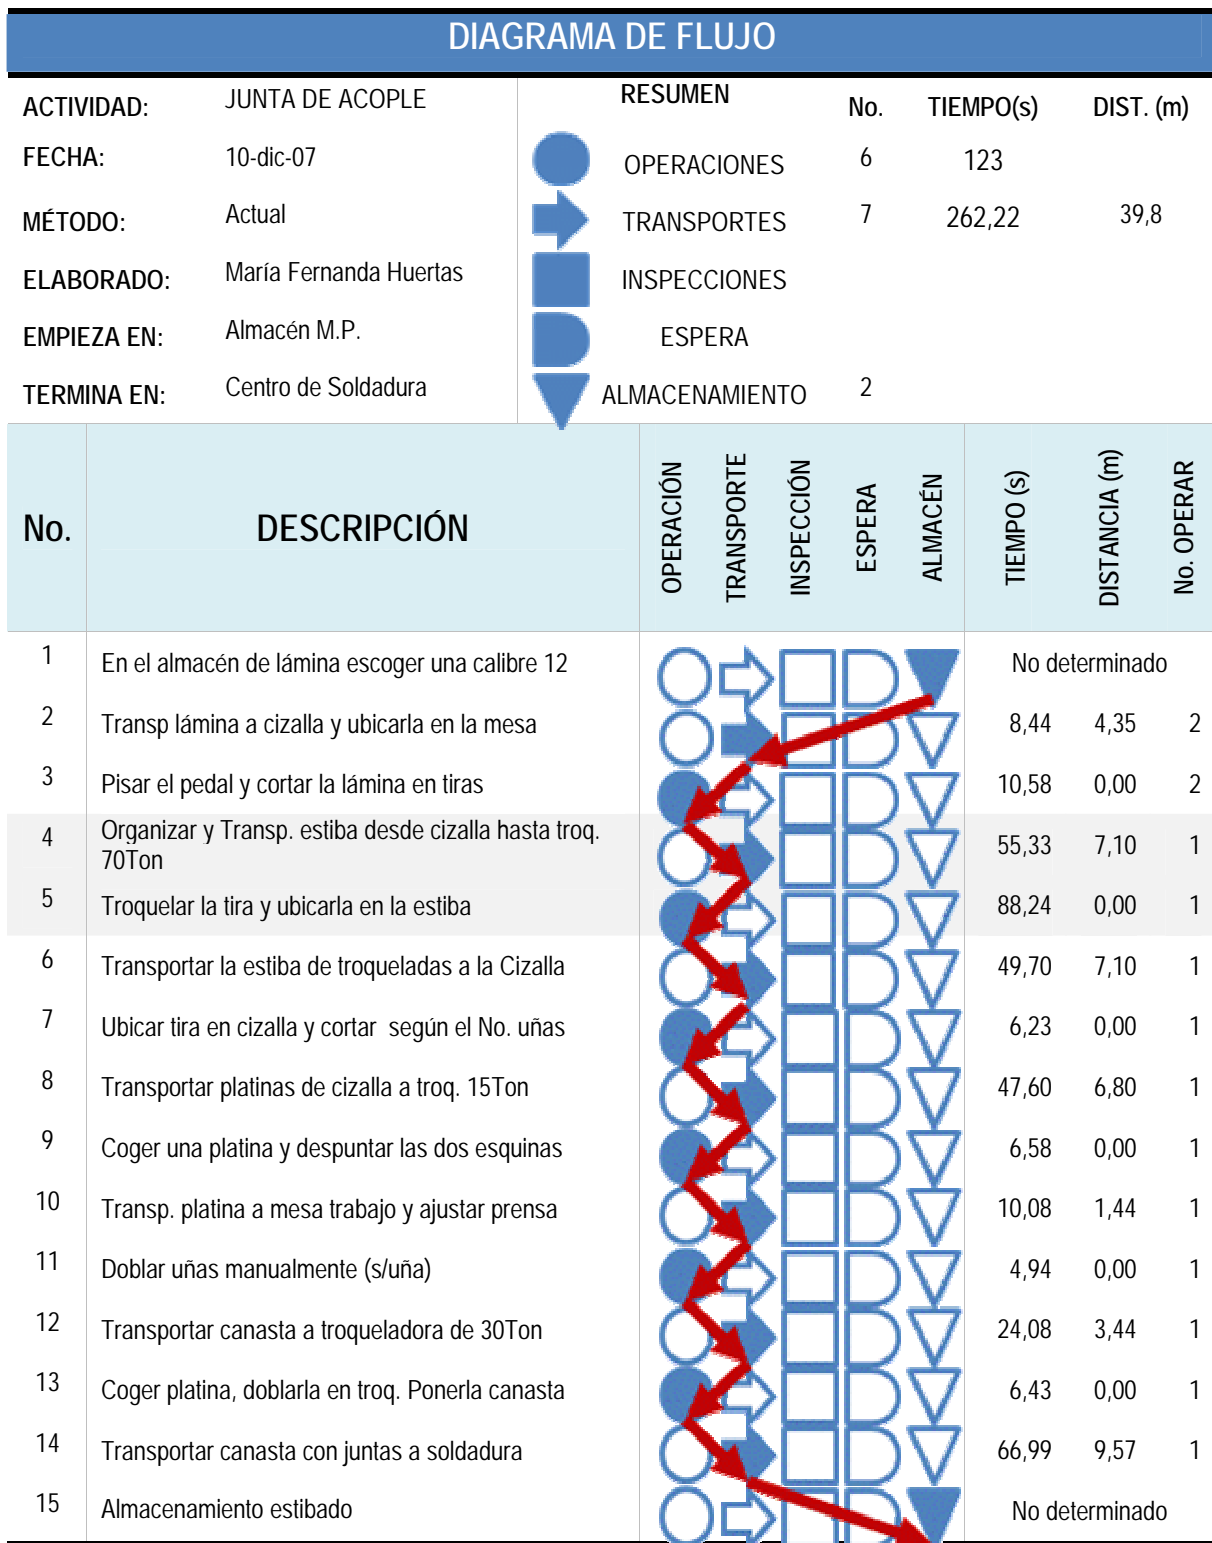 DIAGRAMA DE FLUJO
ACTIVIDAD: JUNTA DE ACOPLE
FECHA: 10-dic-07
MÉTODO: Actual
ELABORADO: María Fernanda Huertas
EMPIEZA EN: Almacén M.P.
TERMINA EN: Centro de Soldadura
RESUMEN No. TIEMPO(s) DIST. (m)
OPERACIONES 6 123
TRANSPORTES 7 262,22 39,8
INSPECCIONES
ESPERA
ALMACENAMIENTO 2
No. DESCRIPCIÓN OPERACIÓN TRANSPORTE INSPECCIÓN ESPERA ALMACÉN TIEMPO (s) DISTANCIA (m) No. OPERAR
1 En el almacén de lámina escoger una calibre 12 No determinado
2 Transp lámina a cizalla y ubicarla en la mesa 8,44 4,35 2
3 Pisar el pedal y cortar la lámina en tiras 10,58 0,00 2
4 Organizar y Transp. estiba desde cizalla hasta troq.
70Ton 55,33 7,10 1
5 Troquelar la tira y ubicarla en la estiba 88,24 0,00 1
6 Transportar la estiba de troqueladas a la Cizalla 49,70 7,10 1
7 Ubicar tira en cizalla y cortar según el No. uñas 6,23 0,00 1
8 Transportar platinas de cizalla a troq. 15Ton 47,60 6,80 1
9 Coger una platina y despuntar las dos esquinas 6,58 0,00 1
10 Transp. platina a mesa trabajo y ajustar prensa 10,08 1,44 1
11 Doblar uñas manualmente (s/uña) 4,94 0,00 1
12 Transportar canasta a troqueladora de 30Ton 24,08 3,44 1
13 Coger platina, doblarla en troq. Ponerla canasta 6,43 0,00 1
14 Transportar canasta con juntas a soldadura 66,99 9,57 1
15 Almacenamiento estibado No determinado